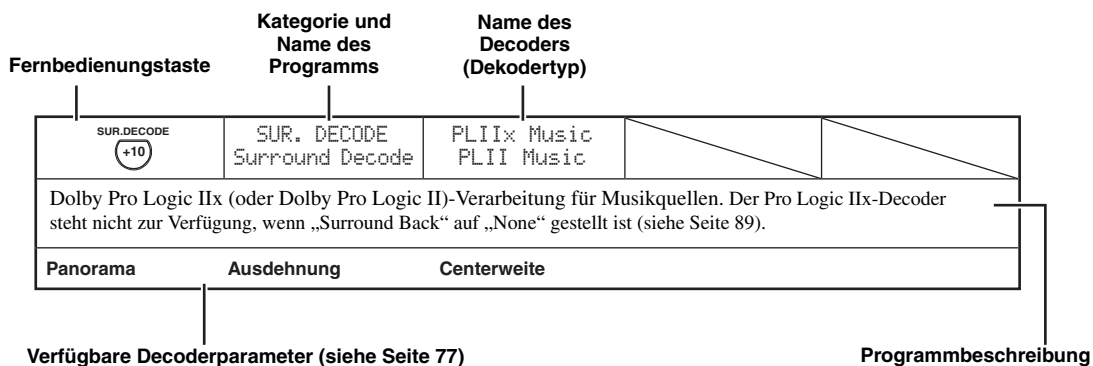 Fernbedienungstaste
Kategorie und
Name des
Programms
Name des
Decoders
(Dekodertyp)
SUR.DECODE
+10
SUR. DECODE
Surround Decode
PLIIx Music
PLII Music
Dolby Pro Logic IIx (oder Dolby Pro Logic II)-Verarbeitung für Musikquellen. Der Pro Logic IIx-Decoder
steht nicht zur Verfügung, wenn „Surround Back“ auf „None“ gestellt ist (siehe Seite 89).
Panorama
Ausdehnung
Centerweite
Verfügbare Decoderparameter (siehe Seite 77)
Programmbeschreibung